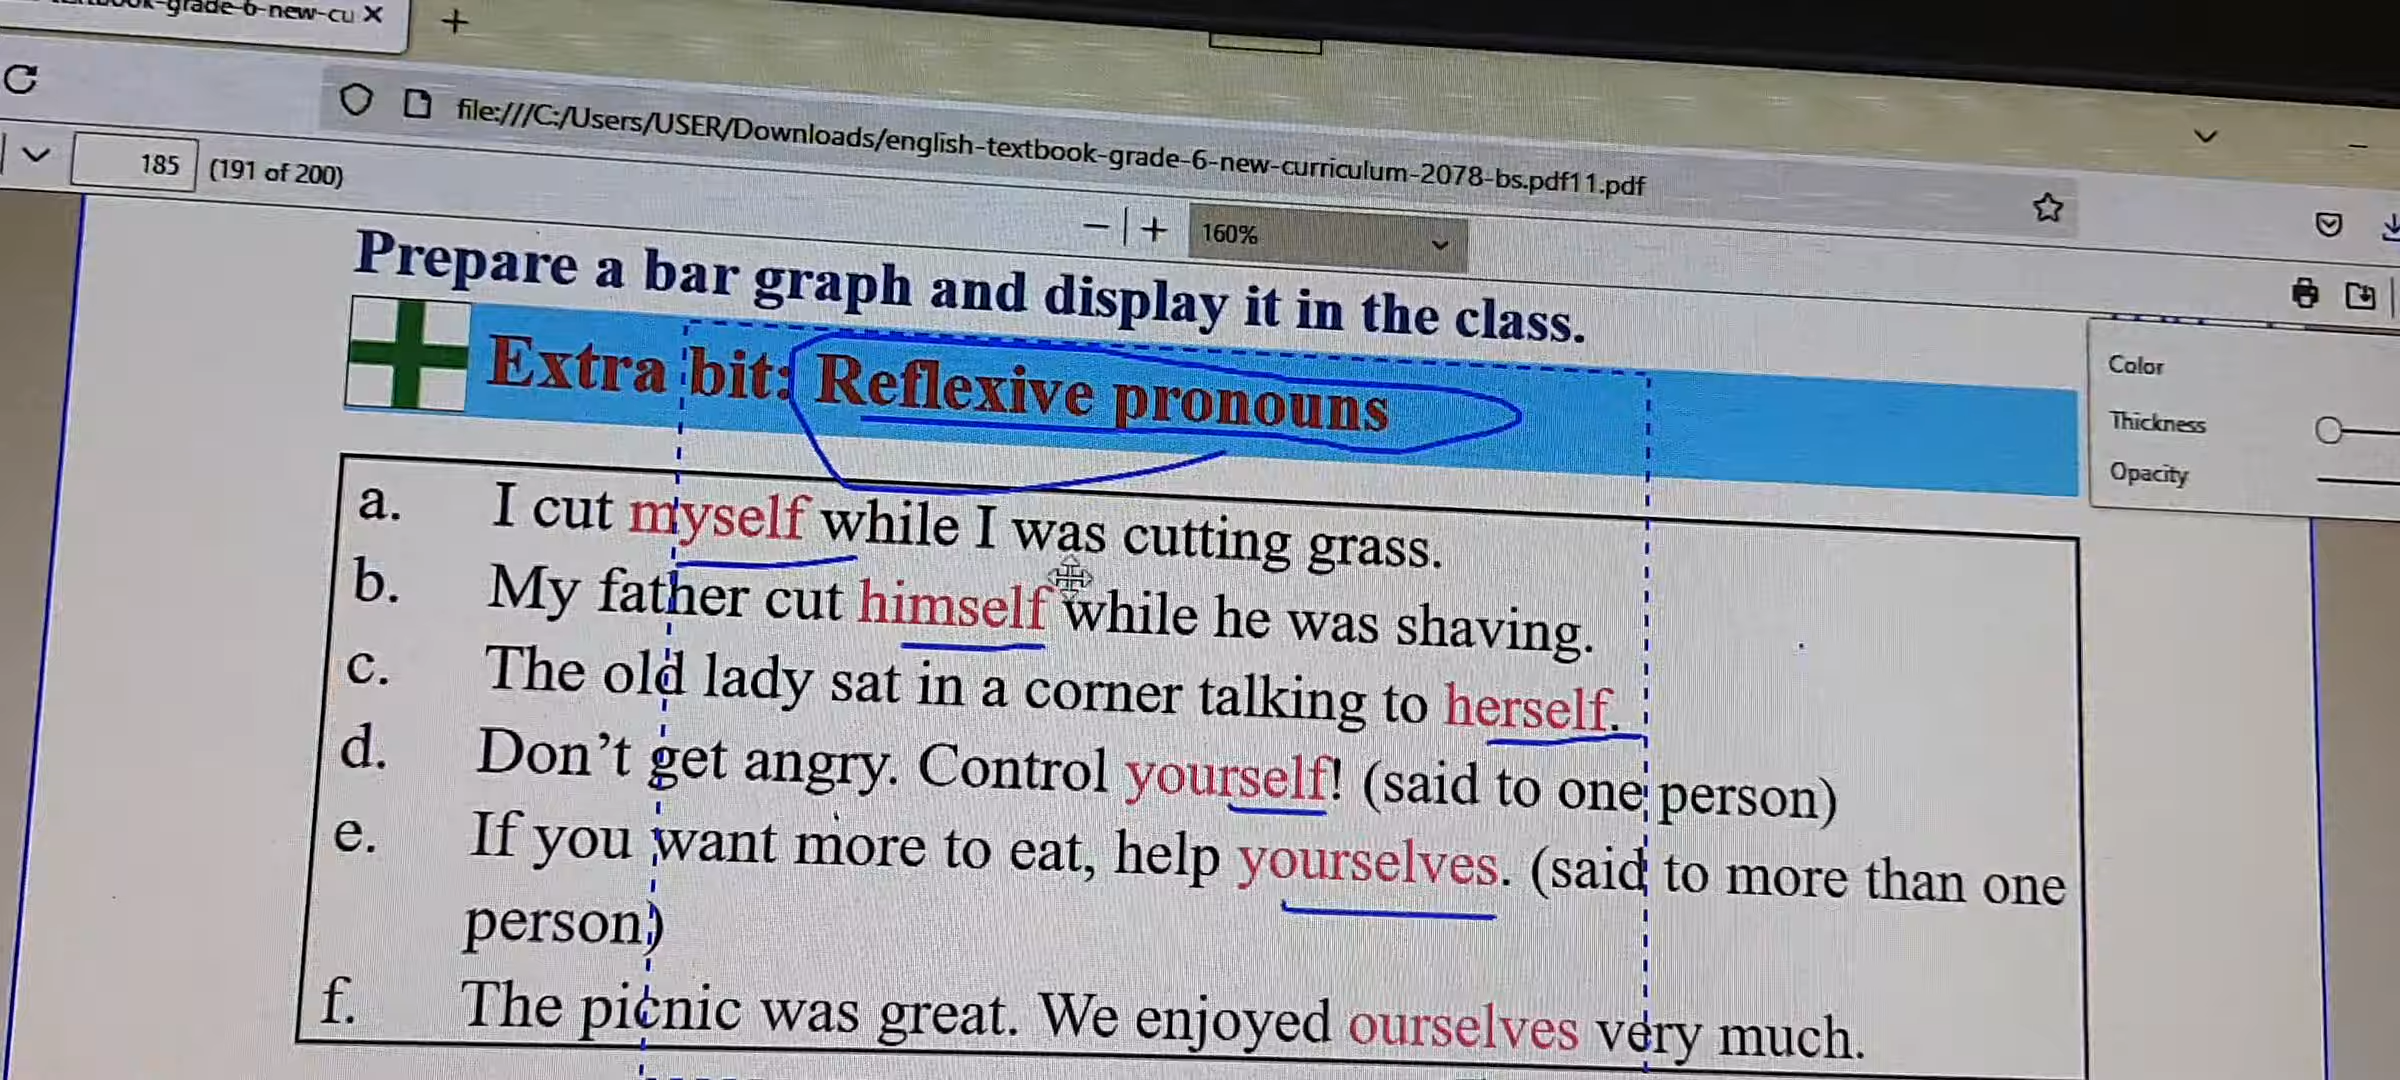 grade-6-new-cu
file:///C:/Users/USER/Downloads/english-textbook-grade-6-new-curriculum-2078-bs.pdf11.pdf
185 (191 of 200)
160%
Prepare a bar graph and display it in the class.
Extra bit: Reflexive pronouns
Color
Thickness
Opacity
a. I cut myself while I was cutting grass.
b. My father cut himself while he was shaving.
c. The old lady sat in a corner talking to herself.
d. Don't get angry. Control yourself! (said to one person)
e. If you want more to eat, help yourselves. (said to more than one
person)
f. The picnic was great. We enjoyed ourselves very much.